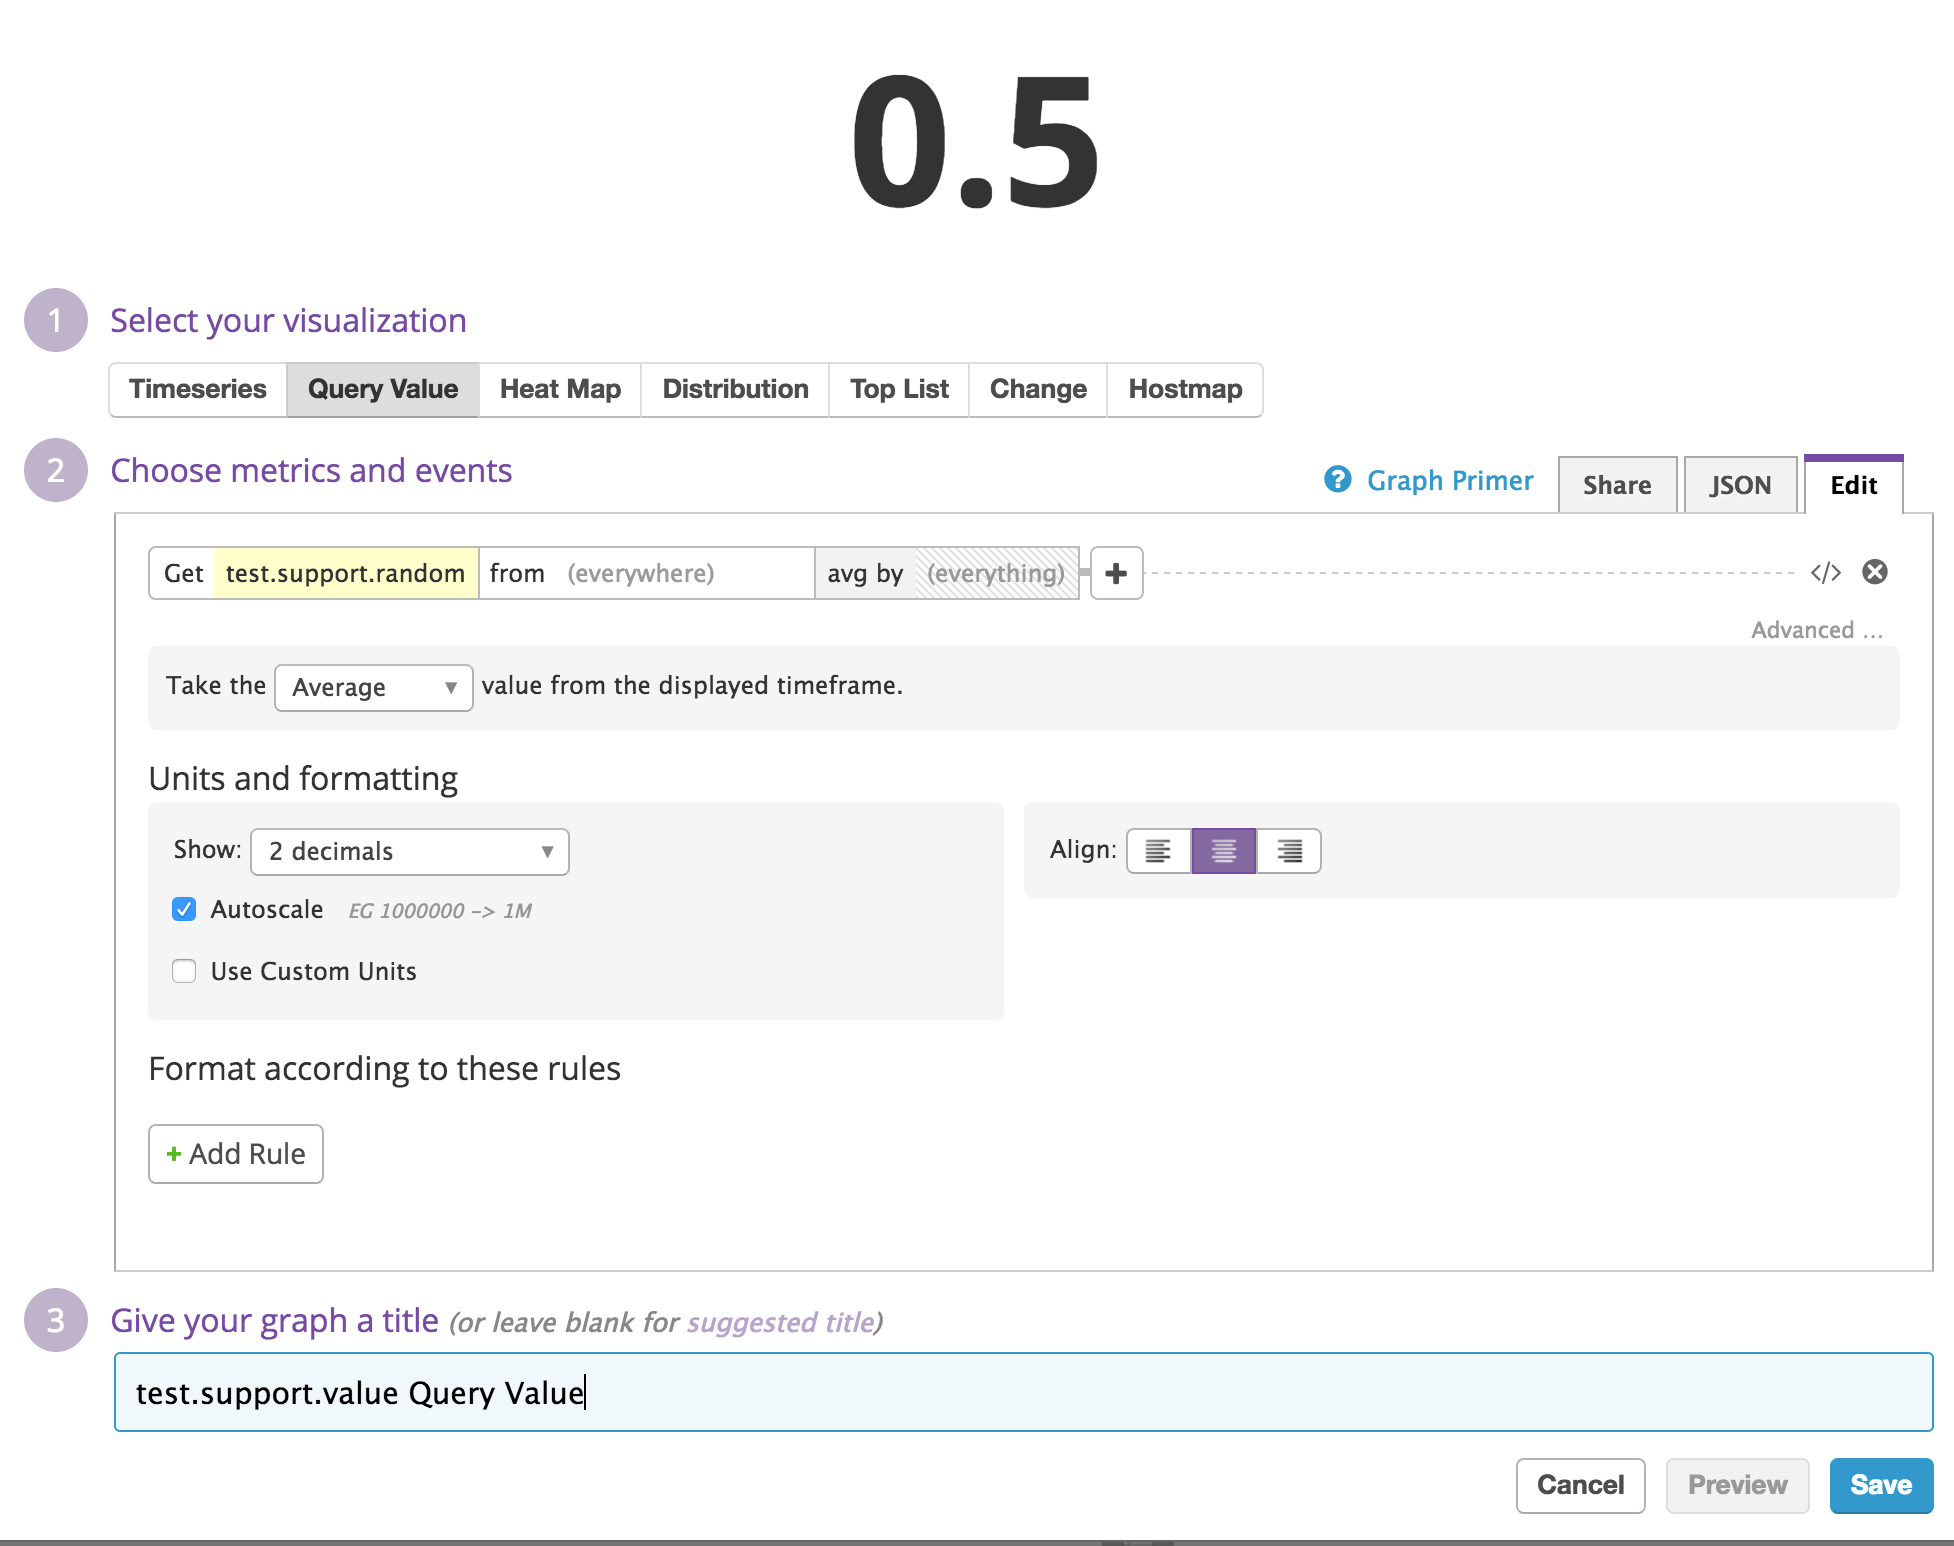 0.5
1 Select your visualization
Timeseries Query Value Heat Map Distribution Top List Change Hostmap
2 Choose metrics and events
? Graph Primer Share JSON Edit
Get test.support.random from (everywhere) avg by (everything) + </>
Advanced ...
Take the Average value from the displayed timeframe.
Units and formatting
Show: 2 decimals
Align:
Autoscale EG 1000000 -> 1M
Use Custom Units
Format according to these rules
+ Add Rule
3 Give your graph a title (or leave blank for suggested title)
test.support.value Query Value
Cancel Preview Save